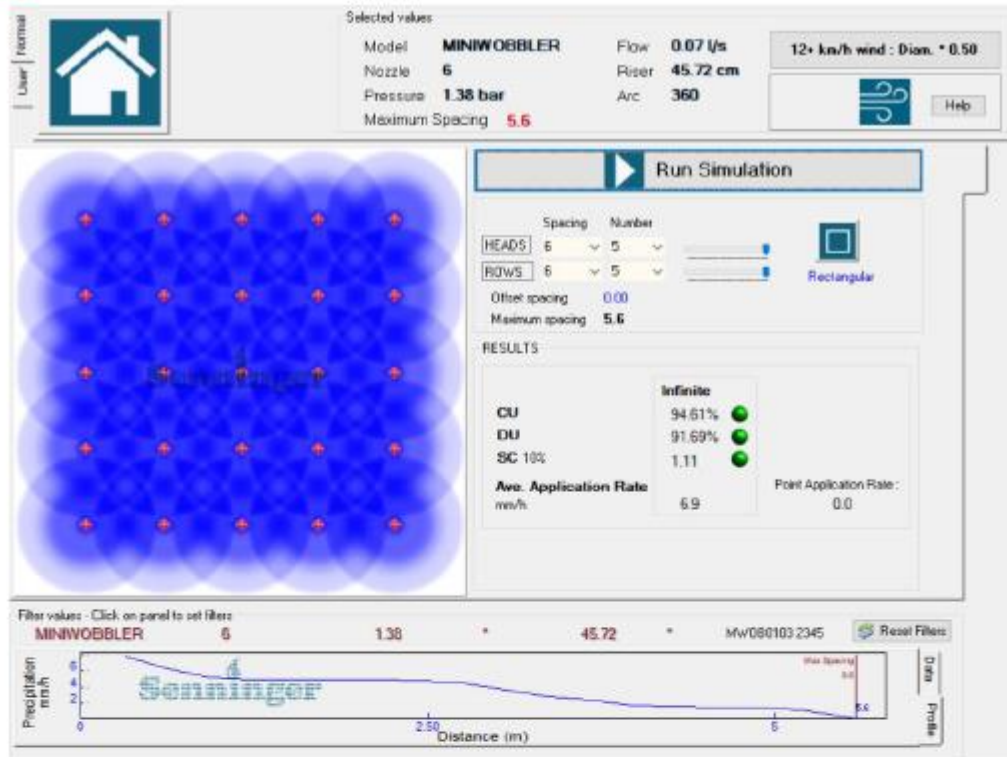 Normal
User
Selected values
Model MINIWOBBLER Flow 0.07 l/s
Nozzle 6 Riser 45.72 cm
Pressure 1.38 bar Arc 360
Maximum Spacing 5.6
12+ km/h wind : Diam. * 0.50
Help
Run Simulation
Spacing Number
HEADS 6 5
ROWS 6 5
Rectangular
Offset spacing 0.00
Maximum spacing 5.6
Senninger
RESULTS
Infinite
CU 94.61%
DU 91.69%
SC 10% 1.11
Ave. Application Rate Point Application Rate :
mm/h 6.9 0.0
Filter values - Click on panel to set filters
MINIWOBBLER 6 1.38 * 45.72 * MW060103 2345 Reset Filters
Precipitation
mm/h
6
4
2
Senninger
Max Spacing
5.6
5.6
0 2.50 5
Distance (m)
Data
Profile